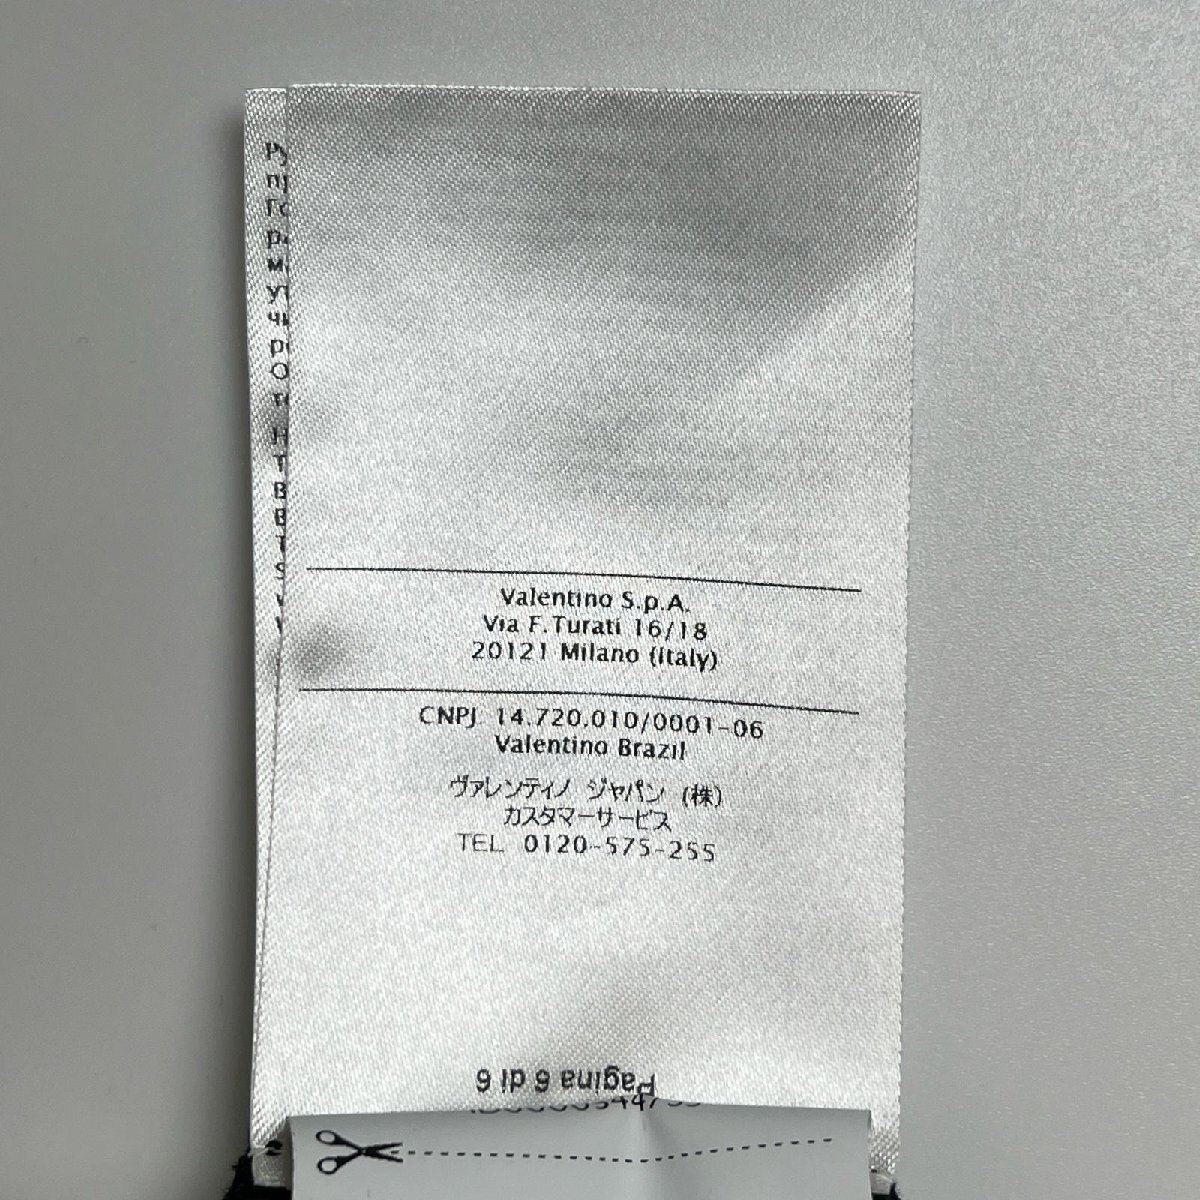 Valentino S.p.A.
Via F.Turati 16/18
20121 Milano (Italy)
CNPJ 14.720.010/0001-06
Valentino Brazil
ヴァレンティノ ジャパン (株)
カスタマーサービス
TEL 0120-575-255
Pagina 6 di 6